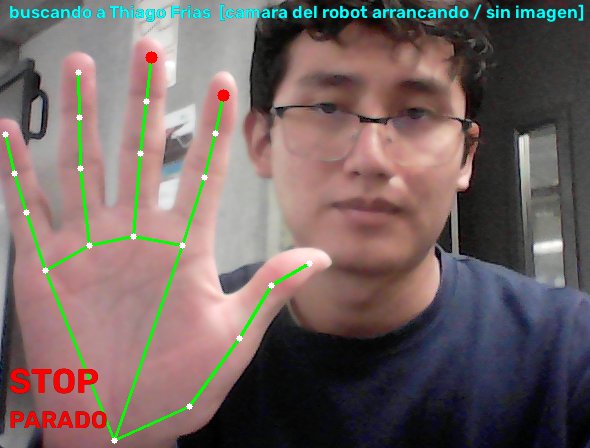 buscando a Thiago Frias [camara del robot arrancando / sin imagen]
STOP
PARADO